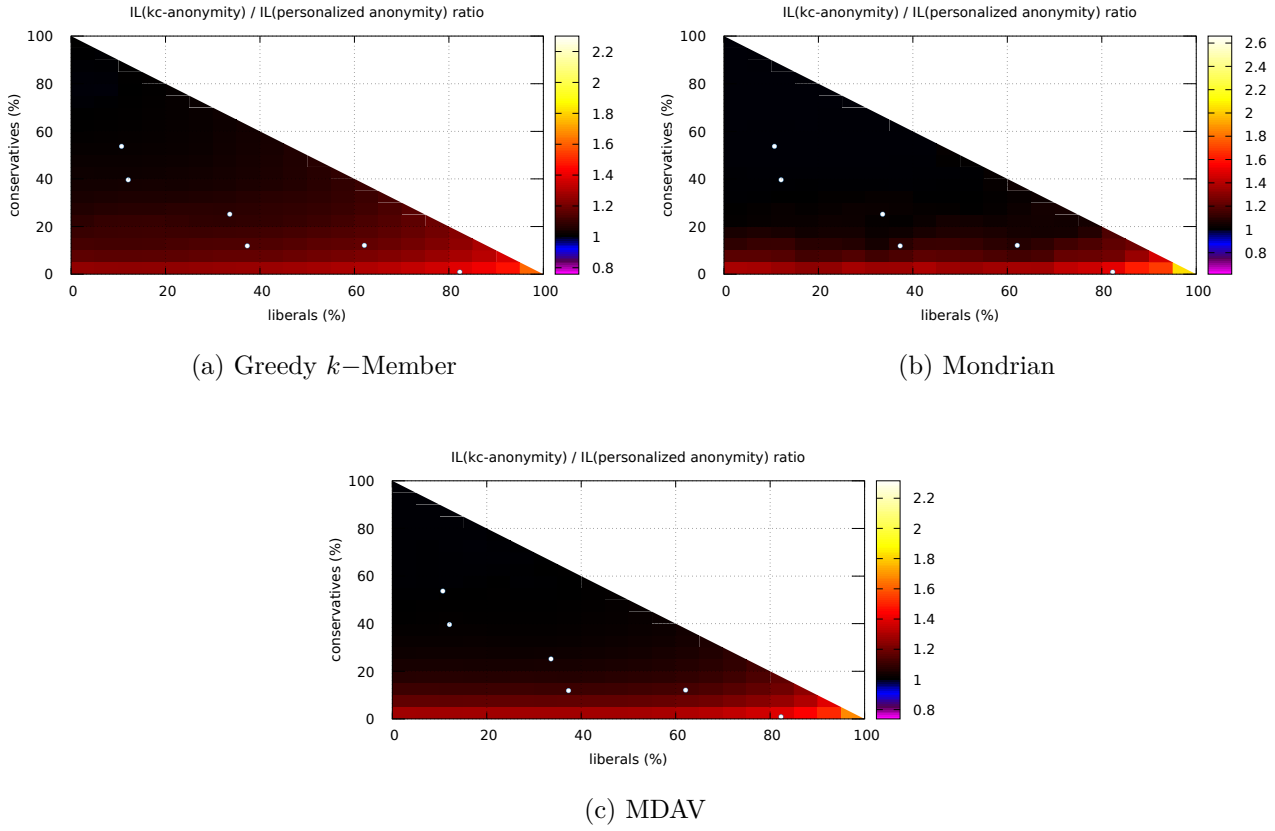 IL(kc-anonymity) / IL(personalized anonymity) ratio
100
80
60
40
20
0
conservatives (%)
0 20 40 60 80 100
liberals (%)
2.2
2
1.8
1.6
1.4
1.2
1
0.8
(a) Greedy k−Member
IL(kc-anonymity) / IL(personalized anonymity) ratio
100
80
60
40
20
0
conservatives (%)
0 20 40 60 80 100
liberals (%)
2.6
2.4
2.2
2
1.8
1.6
1.4
1.2
1
0.8
(b) Mondrian
IL(kc-anonymity) / IL(personalized anonymity) ratio
100
80
60
40
20
0
conservatives (%)
0 20 40 60 80 100
liberals (%)
2.2
2
1.8
1.6
1.4
1.2
1
0.8
(c) MDAV